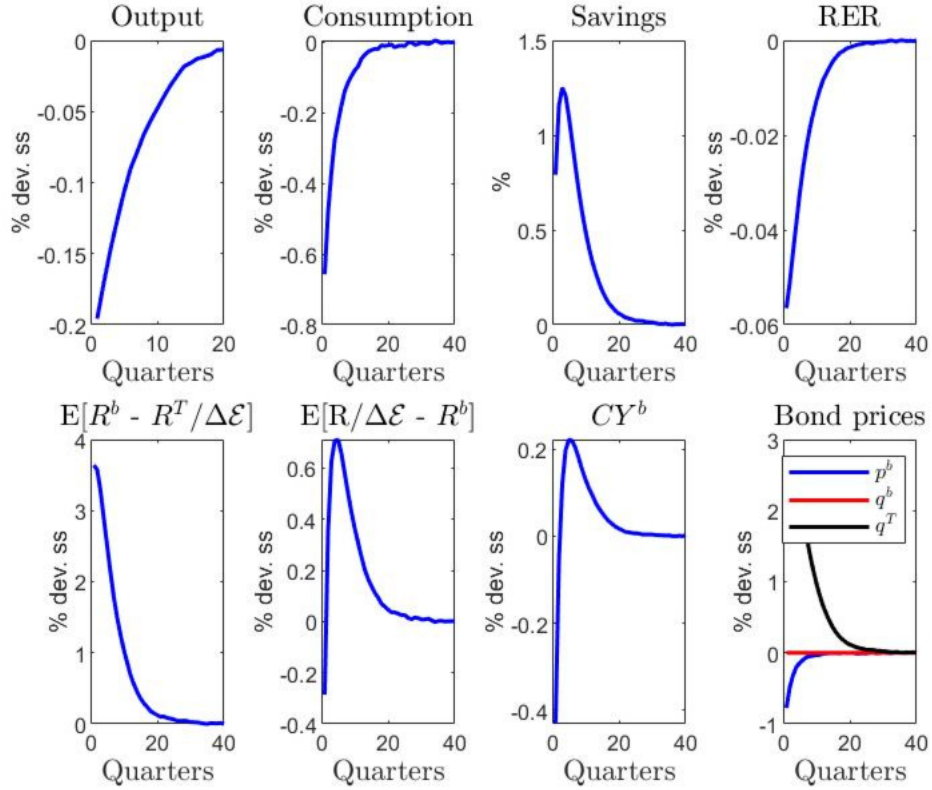 Output
% dev. ss
0
-0.05
-0.1
-0.15
-0.2
0 10 20
Quarters
Consumption
% dev. ss
0
-0.2
-0.4
-0.6
-0.8
0 20 40
Quarters
Savings
%
1.5
1
0.5
0
0 20 40
Quarters
RER
% dev. ss
0
-0.02
-0.04
-0.06
0 20 40
Quarters
E[R^b - R^T/Δℰ]
% dev. ss
4
3
2
1
0
0 20 40
Quarters
E[R/Δℰ - R^b]
% dev. ss
0.6
0.4
0.2
0
-0.2
-0.4
0 20 40
Quarters
CY^b
% dev. ss
0.2
0
-0.2
-0.4
0 20 40
Quarters
Bond prices
% dev. ss
3
2
1
0
-1
p^b
q^b
q^T
0 20 40
Quarters